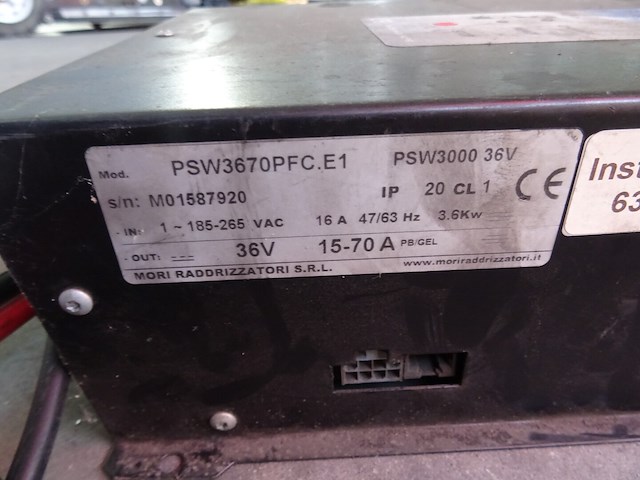 Mod. PSW3670PFC.E1 PSW3000 36V
s/n: M01587920 IP 20 CL 1 CE
- IN: 1 ~ 185-265 VAC 16 A 47/63 Hz 3.6Kw
- OUT: 36V 15-70 A PB/GEL
MORI RADDRIZZATORI S.R.L. www.moriraddrizzatori.it
Inst
63